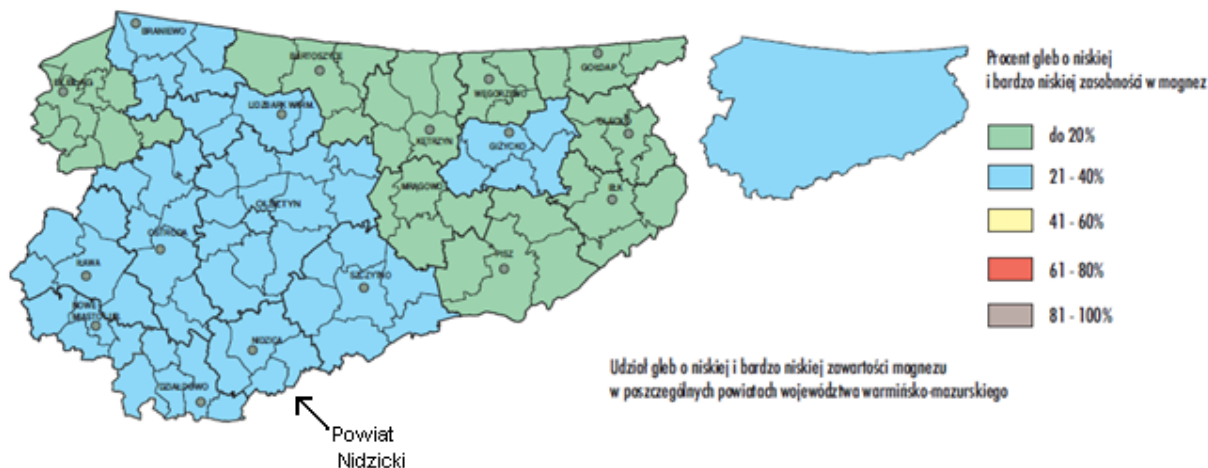 BRANIEWO
BARTOSZYCE
GOŁDAP
ELBLĄG
WĘGORZEWO
LIDZBARK WARM.
OLECKO
KĘTRZYN
GIŻYCKO
MRĄGOWO
EŁK
OLSZTYN
OSTRÓDA
PISZ
IŁAWA
SZCZYTNO
NOWE
MIASTO LUB.
NIDZICA
DZIAŁDOWO
Powiat
Nidzicki
Procent gleb o niskiej
i bardzo niskiej zasobności w magnez
do 20%
21 - 40%
41 - 60%
61 - 80%
81 - 100%
Udział gleb o niskiej i bardzo niskiej zawartości magnezu
w poszczególnych powiatach województwa warmińsko-mazurskiego